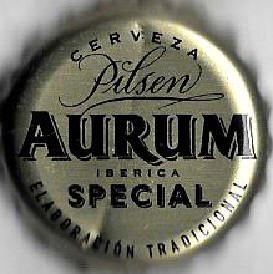 CERVEZA
Pilsen
AURUM
IBERICA
SPECIAL
ELABORACIÓN TRADICIONAL